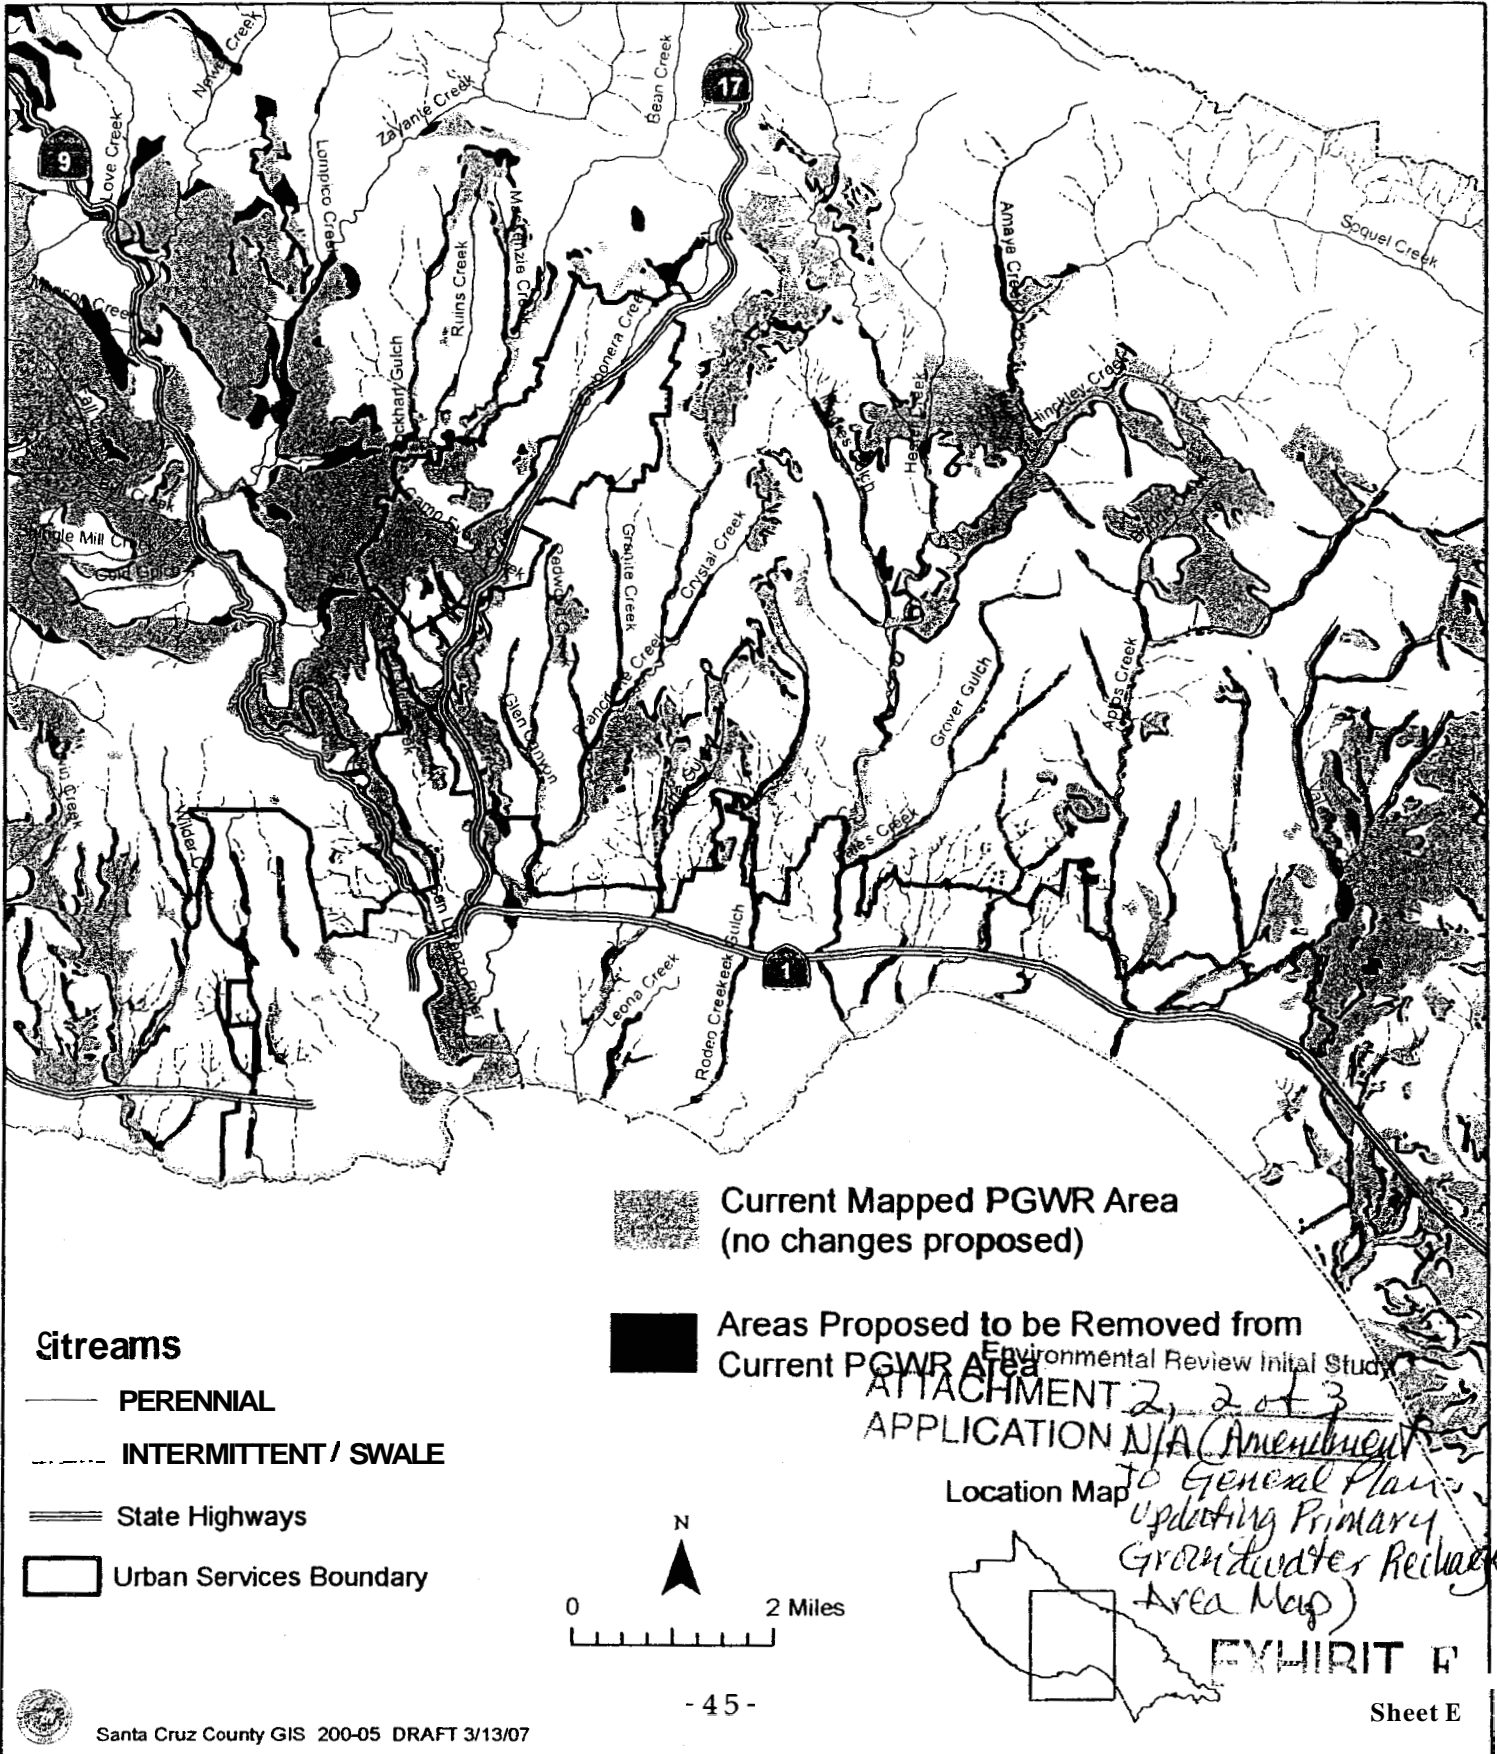 17
9
Love Creek
Newell Creek
Lompico Creek
Zayante Creek
Bean Creek
Ruins Creek
Mackenzie Creek
Amaya Creek
Soquel Creek
Hinckley Creek
Creek
Gold Gulch
Granite Creek
Crystal Creek
Glen Canyon
Grover Gulch
Aptos Creek
Leona Creek
Rodeo Creek
Gulch
1
Current Mapped PGWR Area
(no changes proposed)
Areas Proposed to be Removed from
Current PGWR Area
Environmental Review Inital Study
ATTACHMENT 2, 2 of 3
APPLICATION N/A (Amendment
to General Plan
updating Primary
Groundwater Recharge
Area Map)
Streams
PERENNIAL
INTERMITTENT / SWALE
State Highways
Urban Services Boundary
N
0 2 Miles
Location Map
EXHIBIT F
Sheet E
- 45 -
Santa Cruz County GIS 200-05 DRAFT 3/13/07